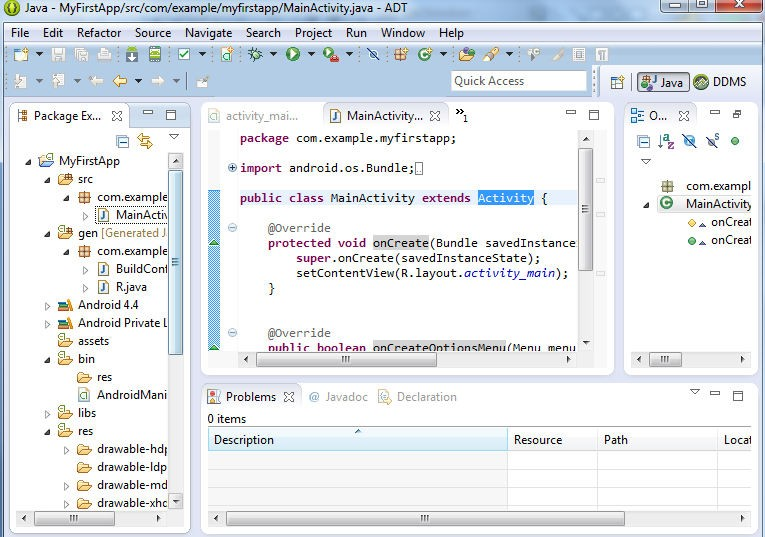 Java - MyFirstApp/src/com/example/myfirstapp/MainActivity.java - ADT
File Edit Refactor Source Navigate Search Project Run Window Help
Quick Access
Java
DDMS
Package Ex...
MyFirstApp
src
com.example
MainActiv
gen [Generated Ja
com.example
BuildConf
R.java
Android 4.4
Android Private L
assets
bin
res
AndroidMani
libs
res
drawable-hdp
drawable-ldp
drawable-md
drawable-xhd
activity_mai...
MainActivity...
1
package com.example.myfirstapp;
import android.os.Bundle;
public class MainActivity extends Activity {
@Override
protected void onCreate(Bundle savedInstance
super.onCreate(savedInstanceState);
setContentView(R.layout.activity_main);
}
@Override
public boolean onCreateOptionsMenu(Menu menu
O...
com.exampl
MainActivity
onCreat
onCreat
Problems
@ Javadoc
Declaration
0 items
Description Resource Path Locat